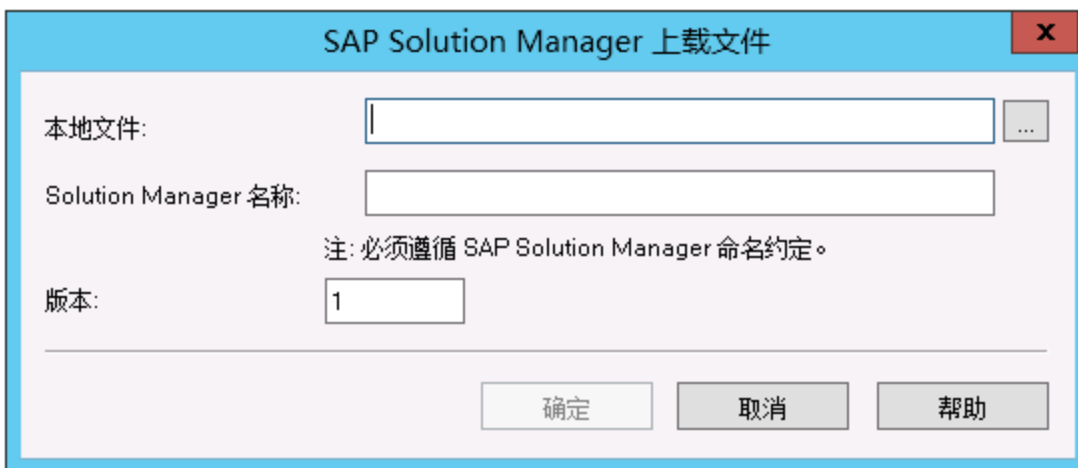 SAP Solution Manager 上载文件
x
本地文件:
...
Solution Manager 名称:
注: 必须遵循 SAP Solution Manager 命名约定。
版本: 1
确定 取消 帮助